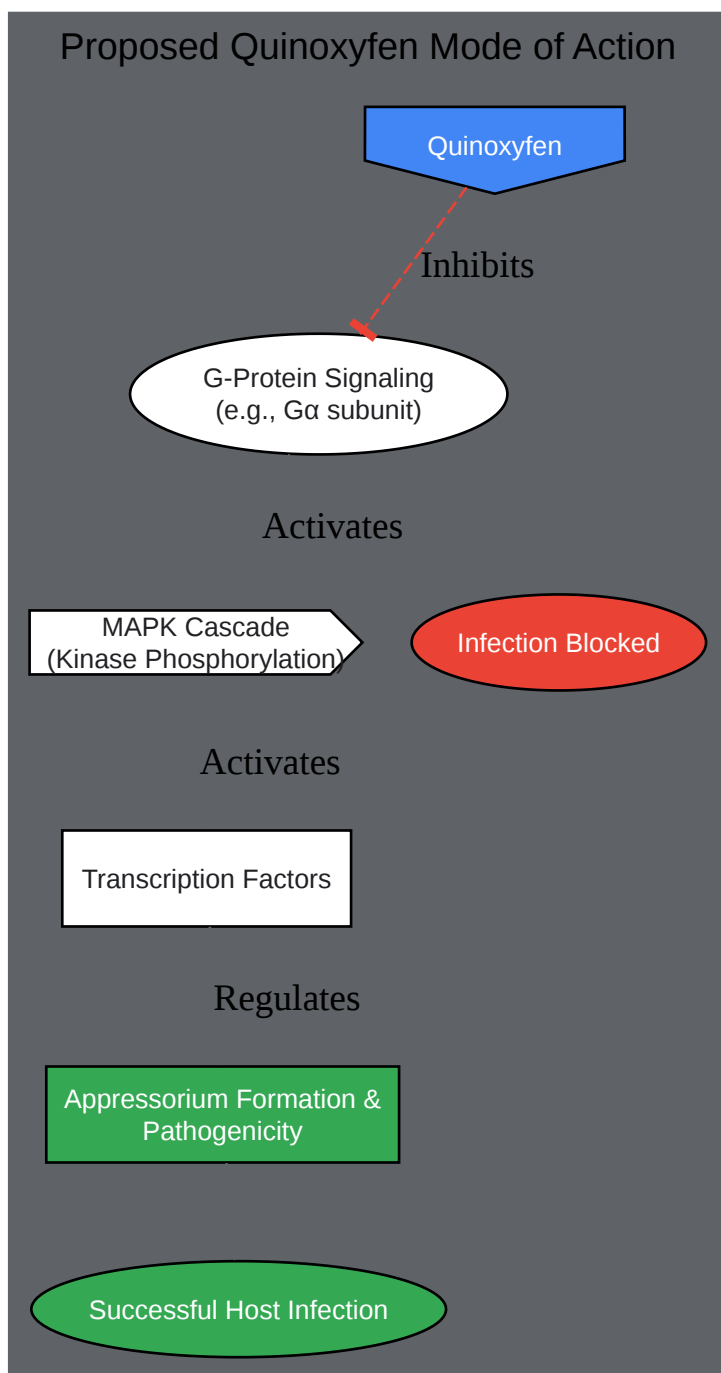 Proposed Quinoxyfen Mode of Action
Quinoxyfen
Inhibits
G-Protein Signaling
(e.g., Gα subunit)
Activates
MAPK Cascade
(Kinase Phosphorylation)
Infection Blocked
Activates
Transcription Factors
Regulates
Appressorium Formation &
Pathogenicity
Successful Host Infection